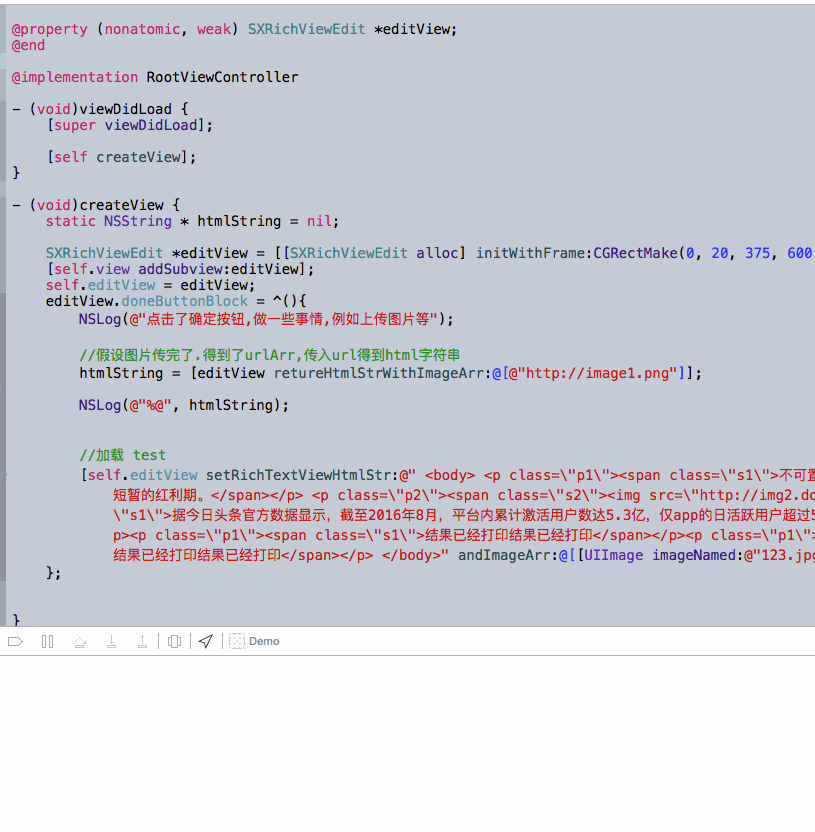 @property (nonatomic, weak) SXRichViewEdit *editView;
@end
@implementation RootViewController
- (void)viewDidLoad {
[super viewDidLoad];
[self createView];
}
- (void)createView {
static NSString * htmlString = nil;
SXRichViewEdit *editView = [[SXRichViewEdit alloc] initWithFrame:CGRectMake(0, 20, 375, 600
[self.view addSubview:editView];
self.editView = editView;
editView.doneButtonBlock = ^(){
NSLog(@"点击了确定按钮,做一些事情,例如上传图片等");
//假设图片传完了.得到了urlArr,传入url得到html字符串
htmlString = [editView retureHtmlStrWithImageArr:@[@"http://image1.png"]];
NSLog(@"%@", htmlString);
//加载 test
[self.editView setRichTextViewHtmlStr:@" <body> <p class=\"p1\"><span class=\"s1\">不可置
短暂的红利期。</span></p> <p class=\"p2\"><span class=\"s2\"><img src=\"http://img2.do
\"s1\">据今日头条官方数据显示，截至2016年8月，平台内累计激活用户数达5.3亿，仅app的日活跃用户超过5
p><p class=\"p1\"><span class=\"s1\">结果已经打印结果已经打印</span></p><p class=\"p1\">
结果已经打印结果已经打印</span></p> </body>" andImageArr:@[[UIImage imageNamed:@"123.jpg
};
}
Demo